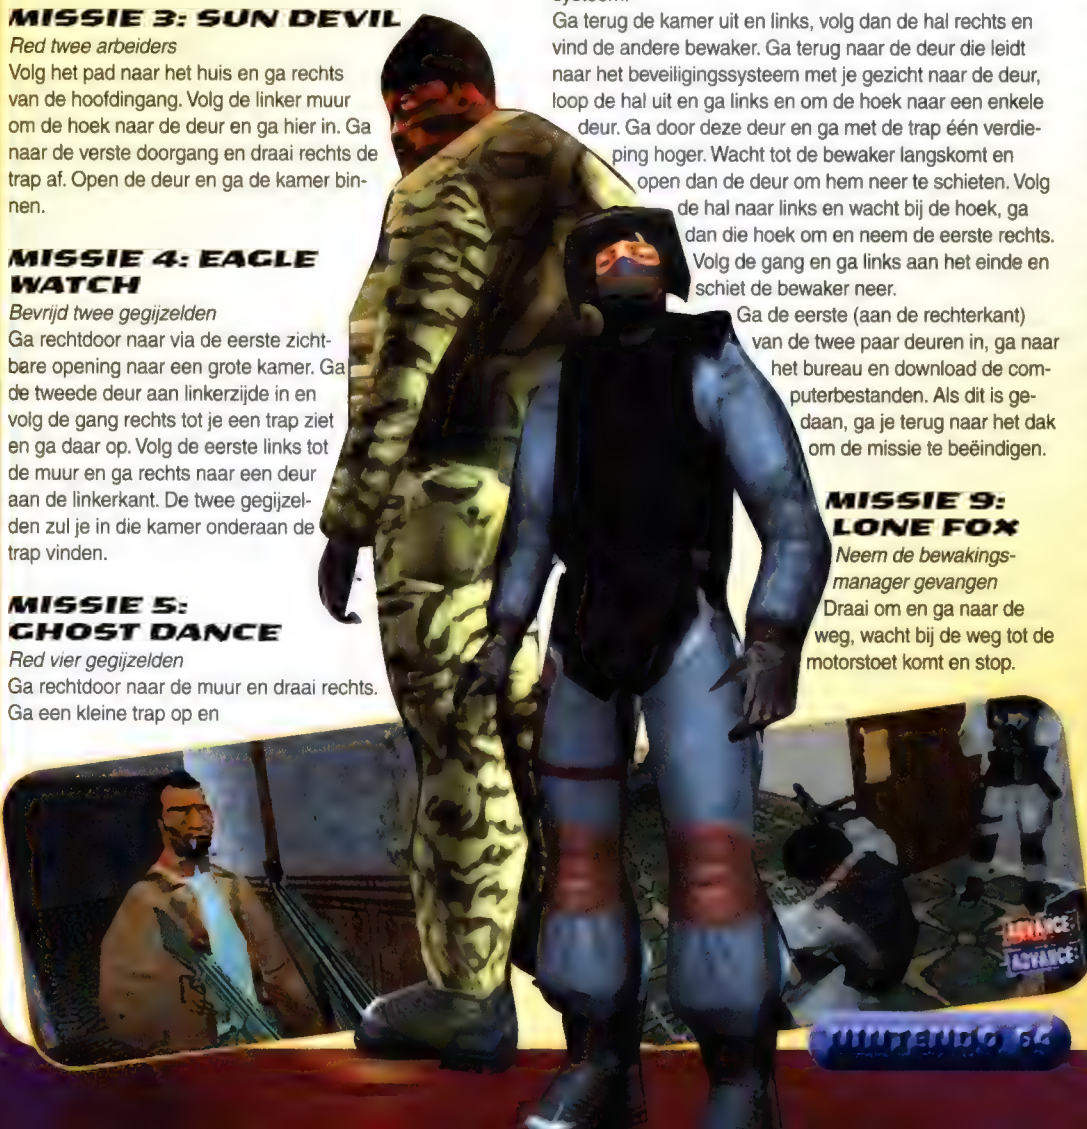 MISSIE 3: SUN DEVIL
Red twee arbeiders
Volg het pad naar het huis en ga rechts
van de hoofdingang. Volg de linker muur
om de hoek naar de deur en ga hier in. Ga
naar de verste doorgang en draai rechts de
trap af. Open de deur en ga de kamer bin-
nen.
MISSIE 4: EAGLE
WATCH
Bevrijd twee gegijzelden
Ga rechtdoor naar via de eerste zicht-
bare opening naar een grote kamer. Ga
de tweede deur aan linkerzijde in en
volg de gang rechts tot je een trap ziet
en ga daar op. Volg de eerste links tot
de muur en ga rechts naar een deur
aan de linkerkant. De twee gegijzel-
den zul je in die kamer onderaan de
trap vinden.
MISSIE 5:
GHOST DANCE
Red vier gegijzelden
Ga rechtdoor naar de muur en draai rechts.
Ga een kleine trap op en
Ga terug de kamer uit en links, volg dan de hal rechts en
vind de andere bewaker. Ga terug naar de deur die leidt
naar het beveiligingssysteem met je gezicht naar de deur,
loop de hal uit en ga links en om de hoek naar een enkele
deur. Ga door deze deur en ga met de trap één verdie-
ping hoger. Wacht tot de bewaker langskomt en
open dan de deur om hem neer te schieten. Volg
de hal naar links en wacht bij de hoek, ga
dan die hoek om en neem de eerste rechts.
Volg de gang en ga links aan het einde en
schiet de bewaker neer.
Ga de eerste (aan de rechterkant)
van de twee paar deuren in, ga naar
het bureau en download de com-
puterbestanden. Als dit is ge-
daan, ga je terug naar het dak
om de missie te beëindigen.
MISSIE 9:
LONE FOX
Neem de bewakings-
manager gevangen
Draai om en ga naar de
weg, wacht bij de weg tot de
motorstoet komt en stop.
ADVANCE
ADVANCE
NINTENDO 64